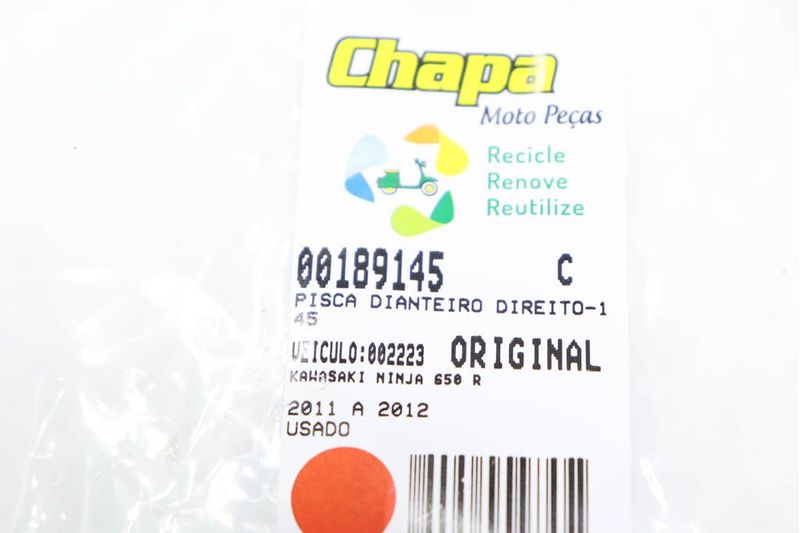 Chapa
Moto Peças
Recicle
Renove
Reutilize
00189145 C
PISCA DIANTEIRO DIREITO-1
45
VEICULO:002223 ORIGINAL
KAWASAKI NINJA 650 R
2011 A 2012
USADO